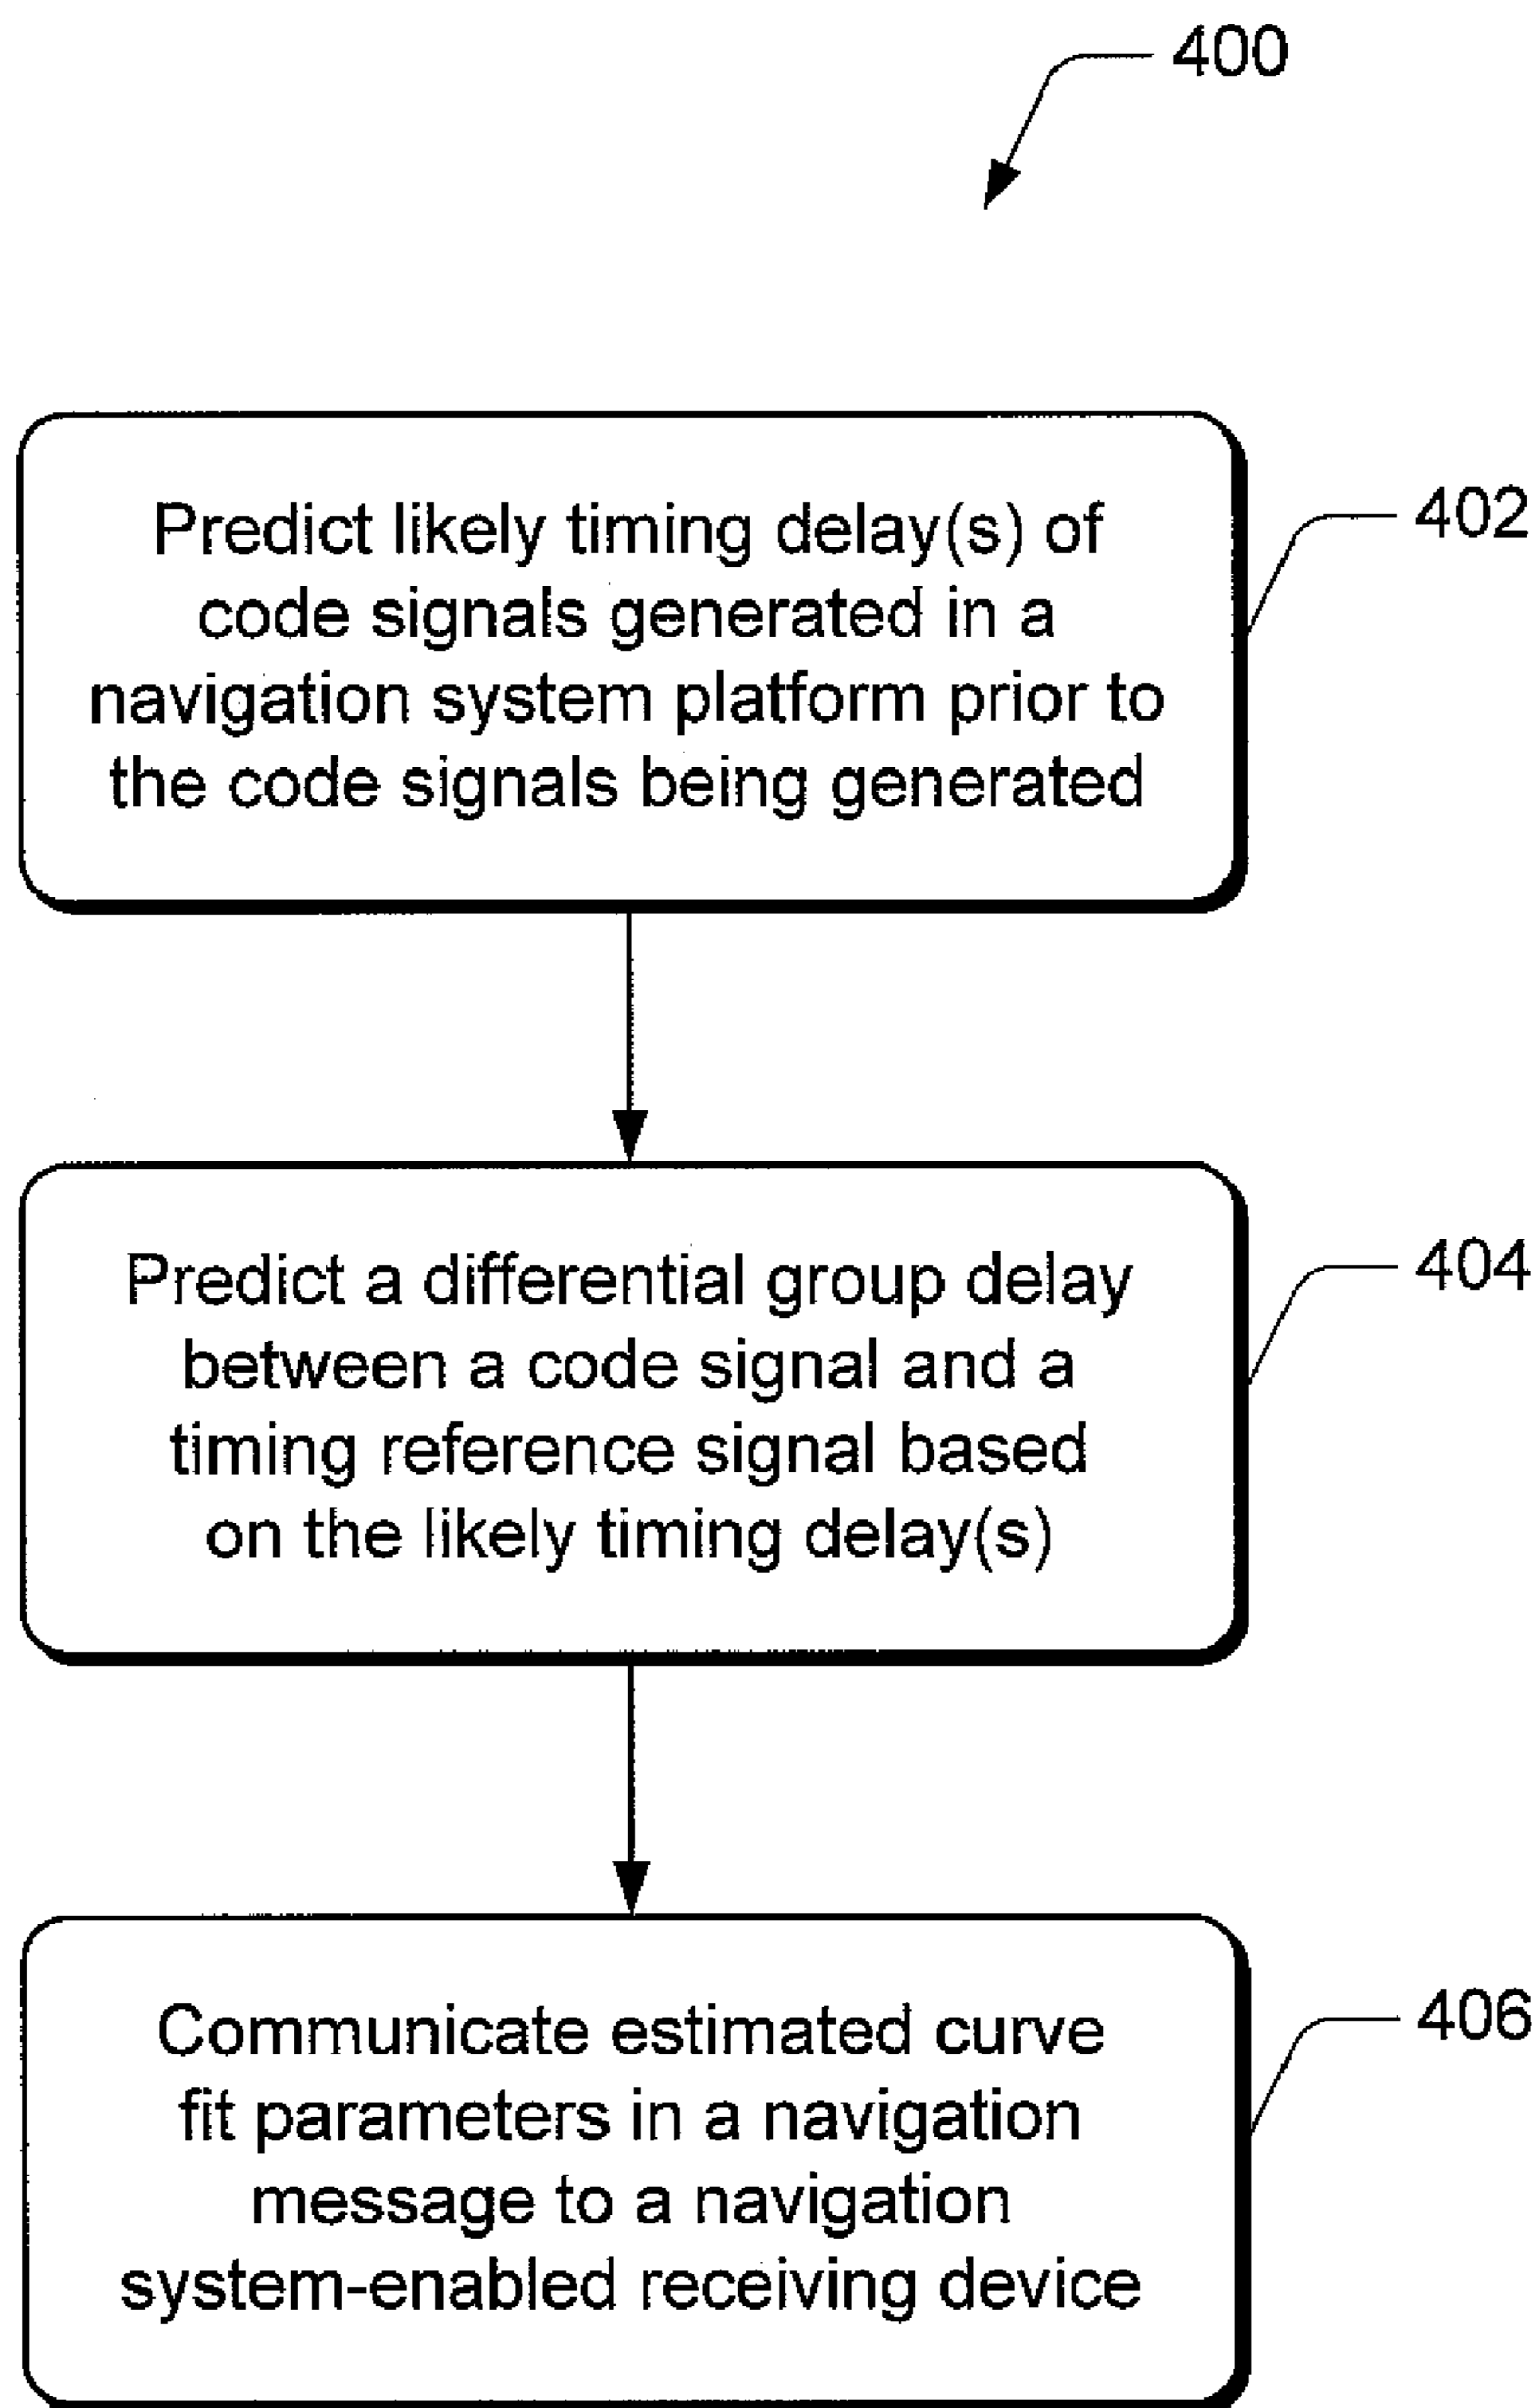 400
Predict likely timing delay(s) of
code signals generated in a
navigation system platform prior to
the code signals being generated
402
Predict a differential group delay
between a code signal and a
timing reference signal based
on the likely timing delay(s)
404
Communicate estimated curve
fit parameters in a navigation
message to a navigation
system-enabled receiving device
406